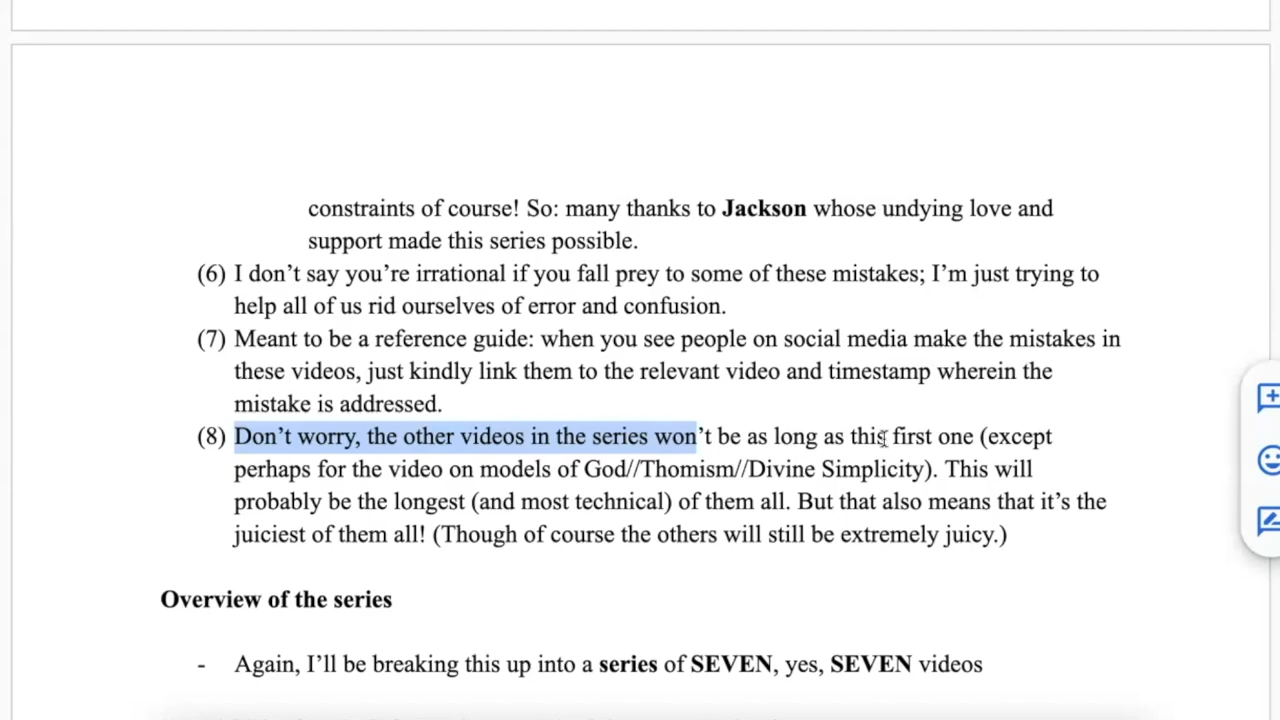 constraints of course! So: many thanks to Jackson whose undying love and
support made this series possible.
(6) I don’t say you’re irrational if you fall prey to some of these mistakes; I’m just trying to
help all of us rid ourselves of error and confusion.
(7) Meant to be a reference guide: when you see people on social media make the mistakes in
these videos, just kindly link them to the relevant video and timestamp wherein the
mistake is addressed.
(8) Don’t worry, the other videos in the series won’t be as long as this first one (except
perhaps for the video on models of God//Thomism//Divine Simplicity). This will
probably be the longest (and most technical) of them all. But that also means that it’s the
juiciest of them all! (Though of course the others will still be extremely juicy.)
Overview of the series
- Again, I’ll be breaking this up into a series of SEVEN, yes, SEVEN videos